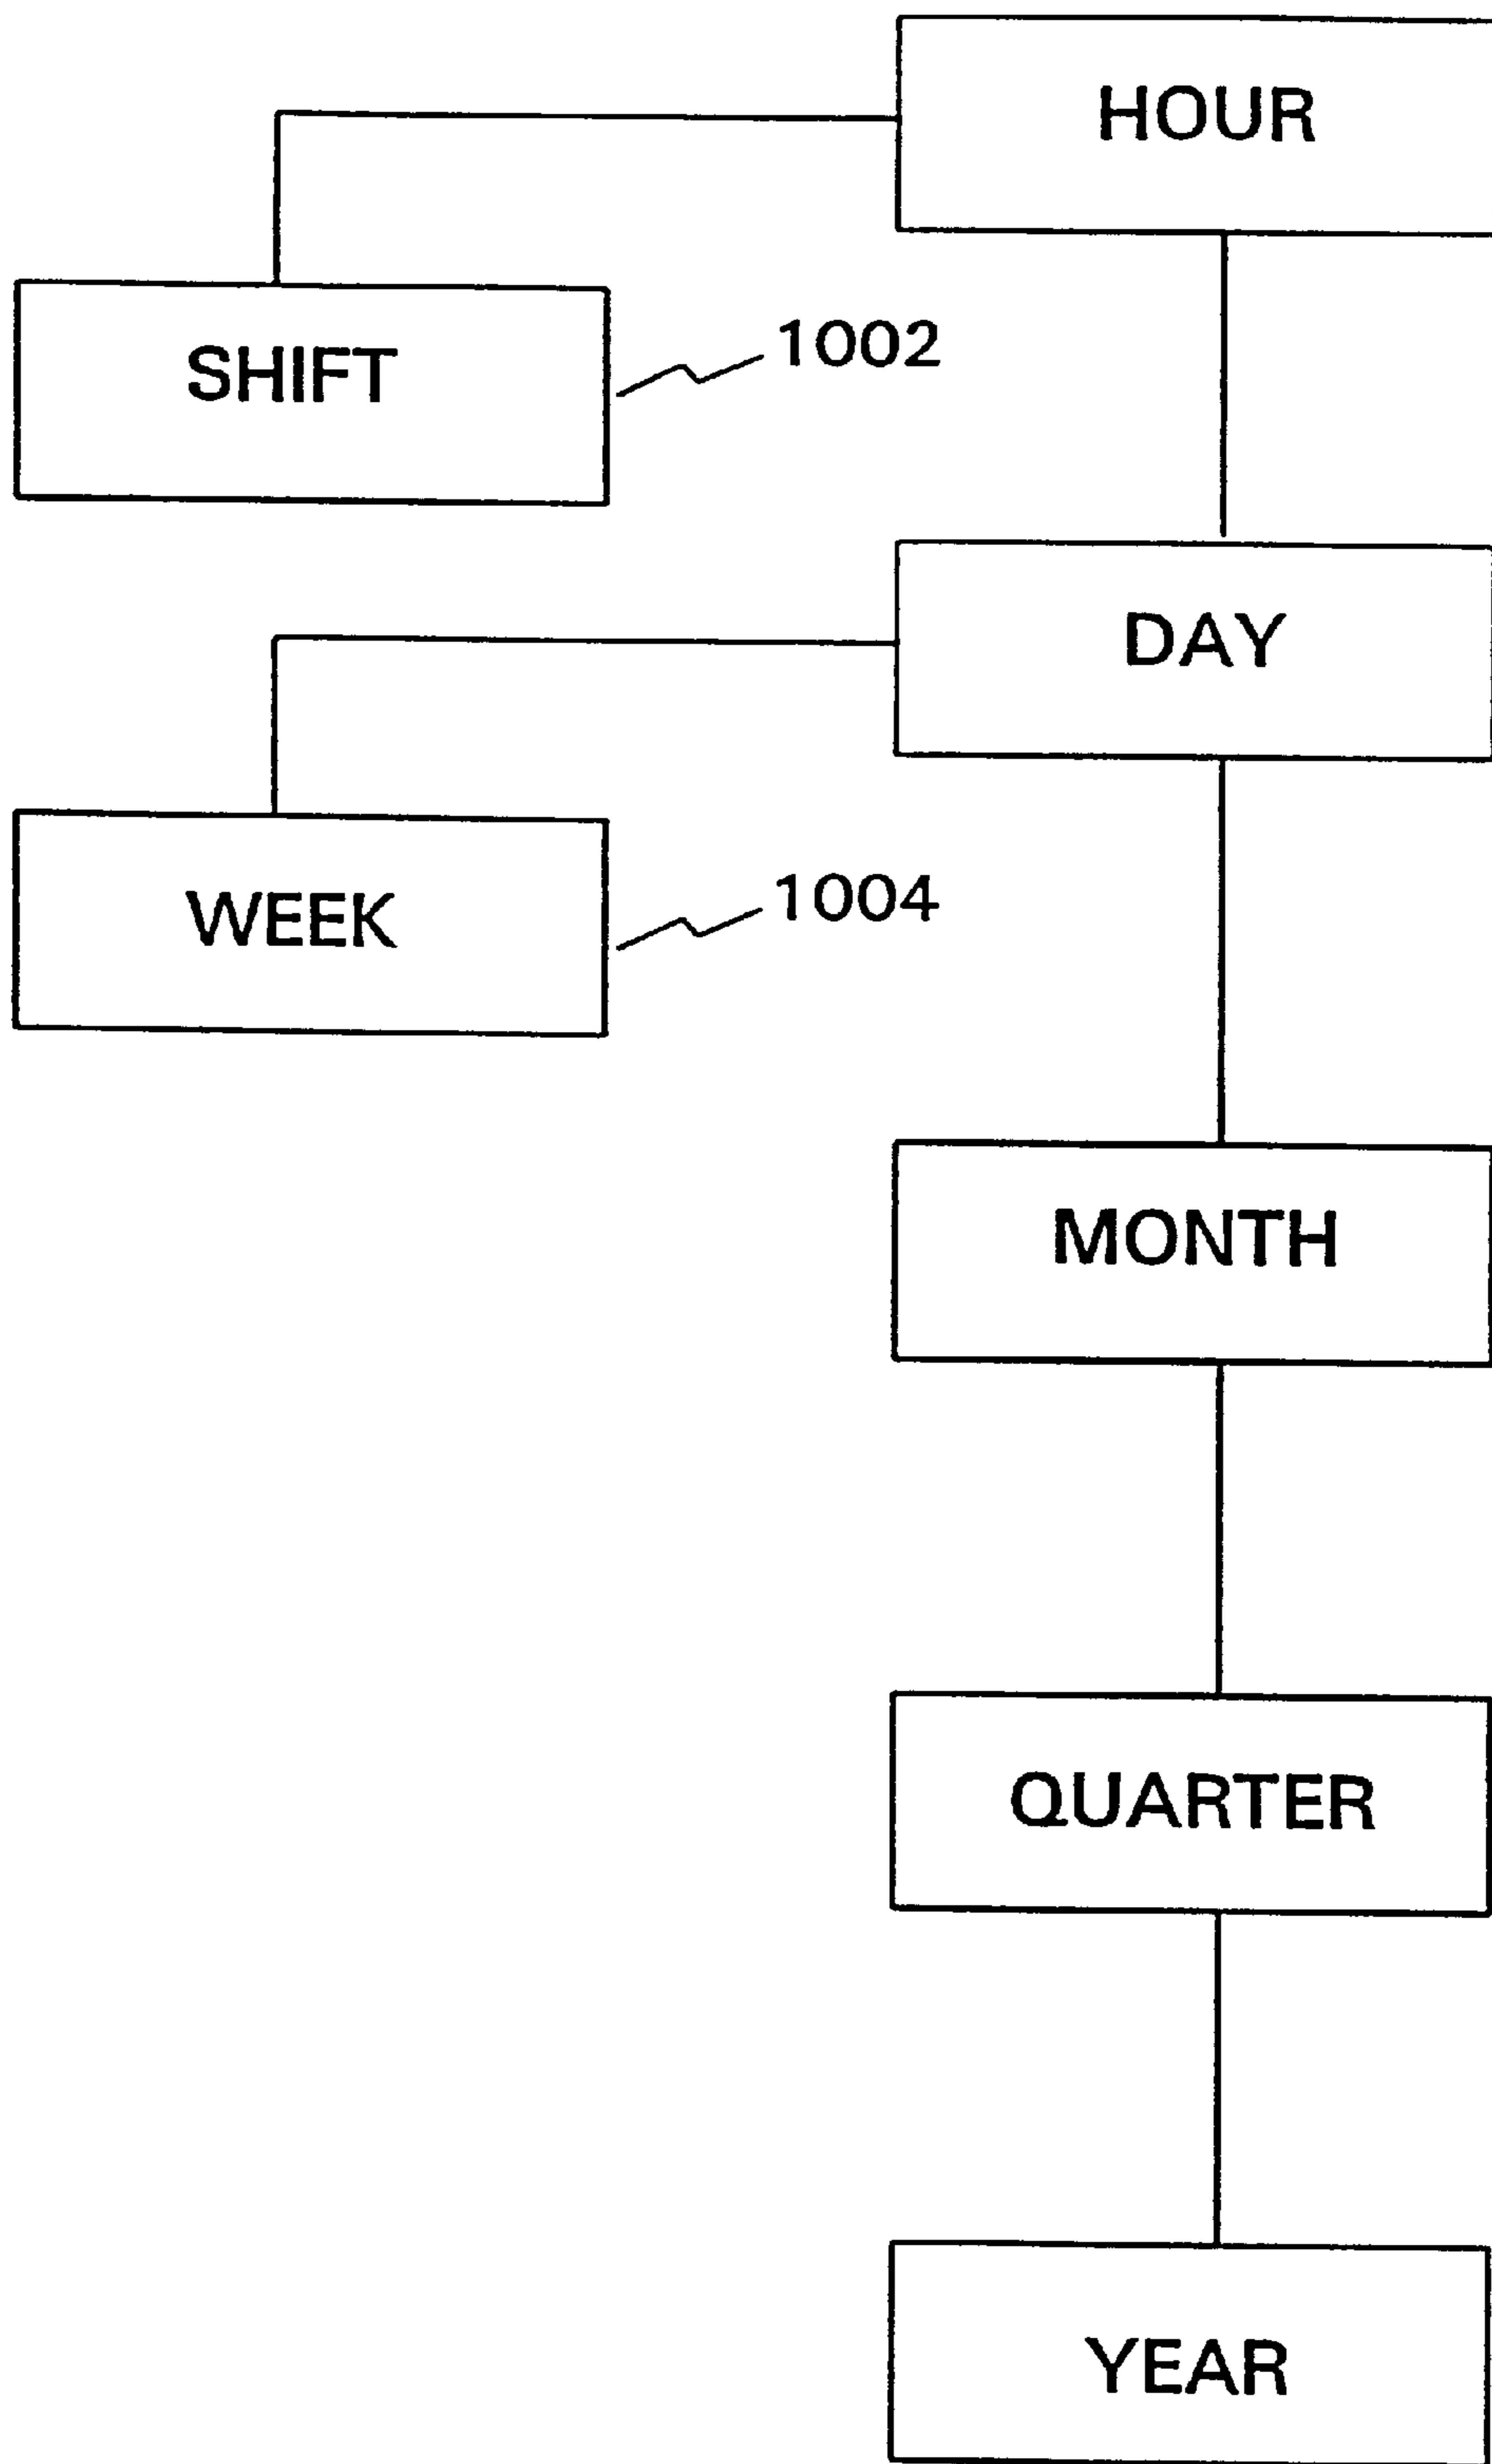 HOUR
SHIFT
1002
DAY
WEEK
1004
MONTH
QUARTER
YEAR